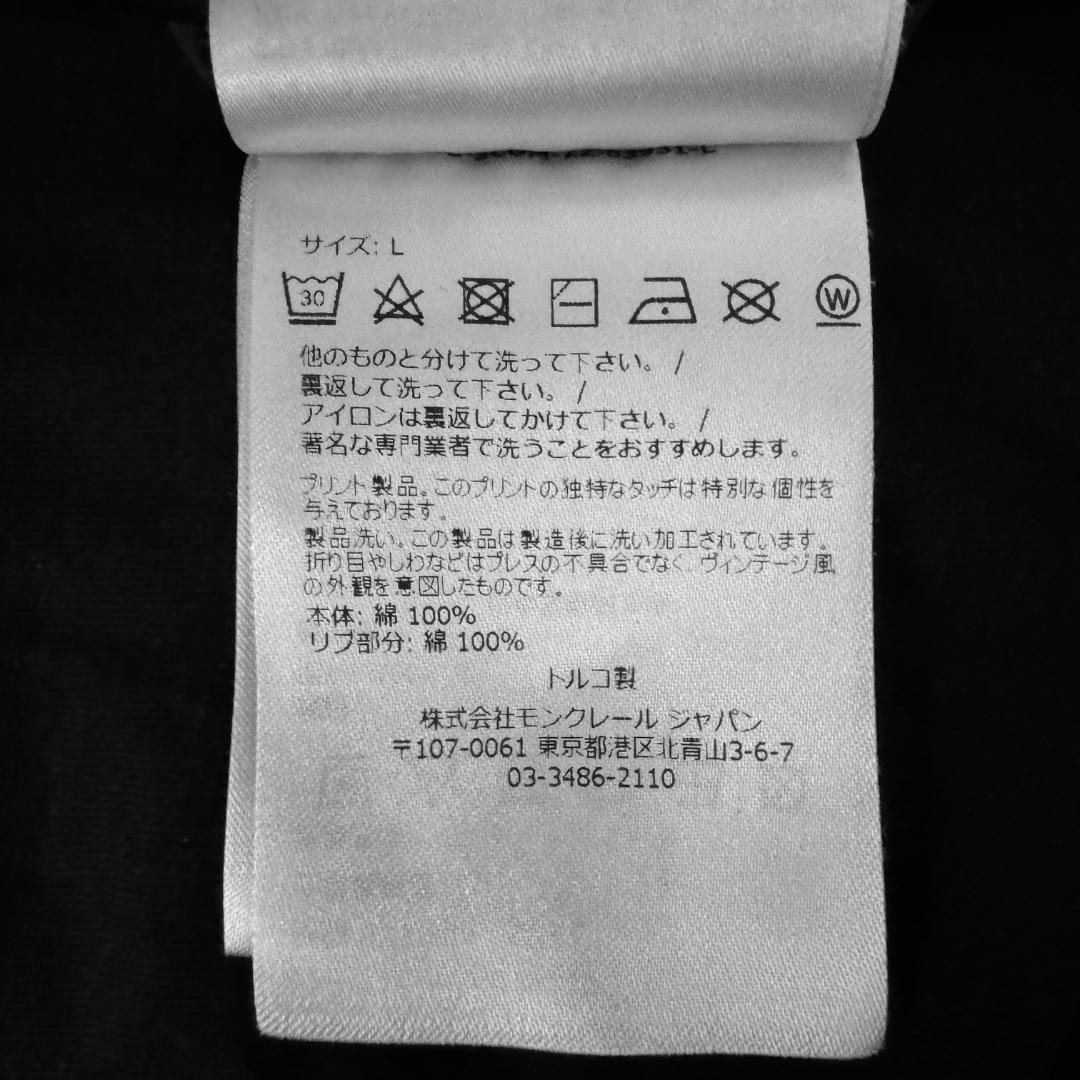 サイズ: L
30
W
他のものと分けて洗って下さい。 /
裏返して洗って下さい。 /
アイロンは裏返してかけて下さい。 /
著名な専門業者で洗うことをおすすめします。
プリント製品。このプリントの独特なタッチは特別な個性を
与えております。
製品洗い。この製品は製造後に洗い加工されています。
折り目やしわなどはプレスの不具合でなく、ヴィンテージ風
の外観を意図したものです。
本体: 綿 100%
リブ部分: 綿 100%
トルコ製
株式会社モンクレール ジャパン
〒107-0061 東京都港区北青山3-6-7
03-3486-2110